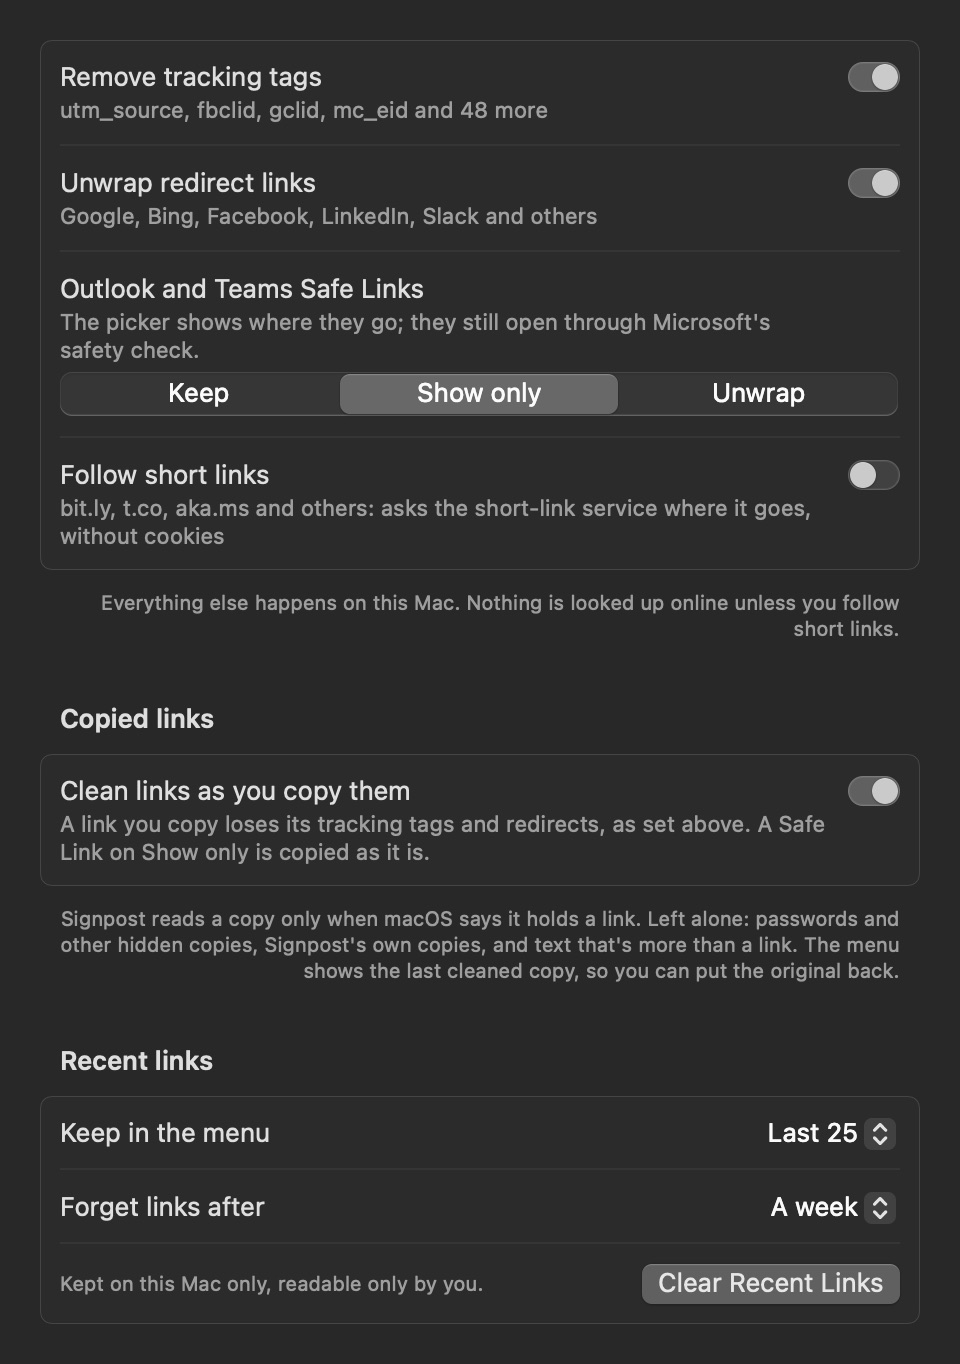 Remove tracking tags
utm_source, fbclid, gclid, mc_eid and 48 more
Unwrap redirect links
Google, Bing, Facebook, LinkedIn, Slack and others
Outlook and Teams Safe Links
The picker shows where they go; they still open through Microsoft's
safety check.
Keep Show only Unwrap
Follow short links
bit.ly, t.co, aka.ms and others: asks the short-link service where it goes,
without cookies
Everything else happens on this Mac. Nothing is looked up online unless you follow
short links.
Copied links
Clean links as you copy them
A link you copy loses its tracking tags and redirects, as set above. A Safe
Link on Show only is copied as it is.
Signpost reads a copy only when macOS says it holds a link. Left alone: passwords and
other hidden copies, Signpost's own copies, and text that's more than a link. The menu
shows the last cleaned copy, so you can put the original back.
Recent links
Keep in the menu Last 25
Forget links after A week
Kept on this Mac only, readable only by you. Clear Recent Links